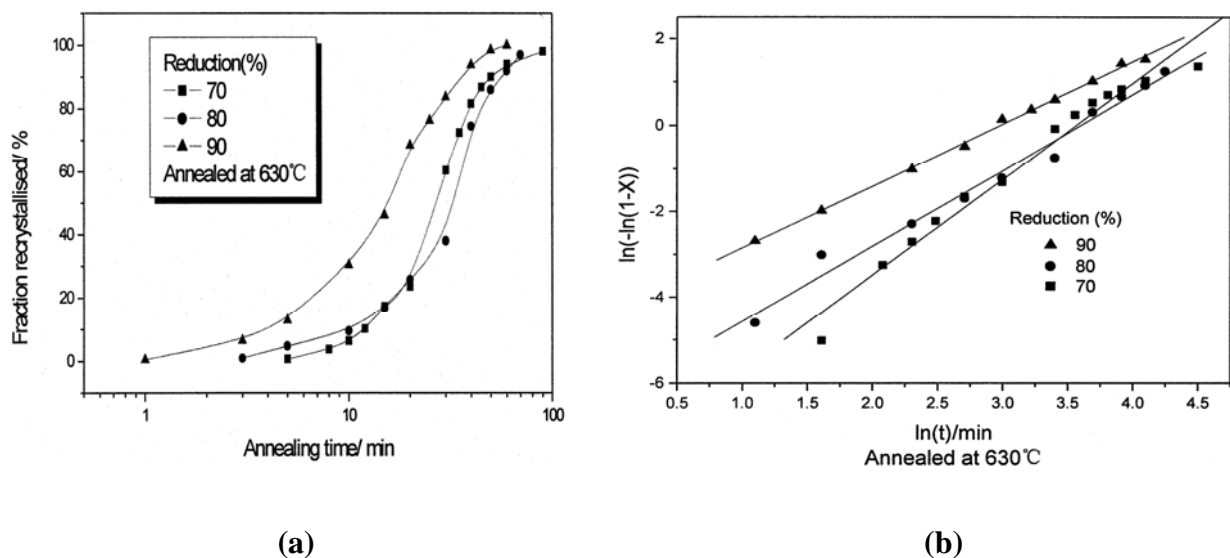 100
80
60
40
20
0
Fraction recrystallised/ %
Reduction(%)
70
80
90
Annealed at 630℃
1
10
100
Annealing time/ min
(a)
2
0
-2
-4
-6
ln(-ln(1-X))
Reduction (%)
90
80
70
0.5 1.0 1.5 2.0 2.5 3.0 3.5 4.0 4.5
ln(t)/min
Annealed at 630℃
(b)